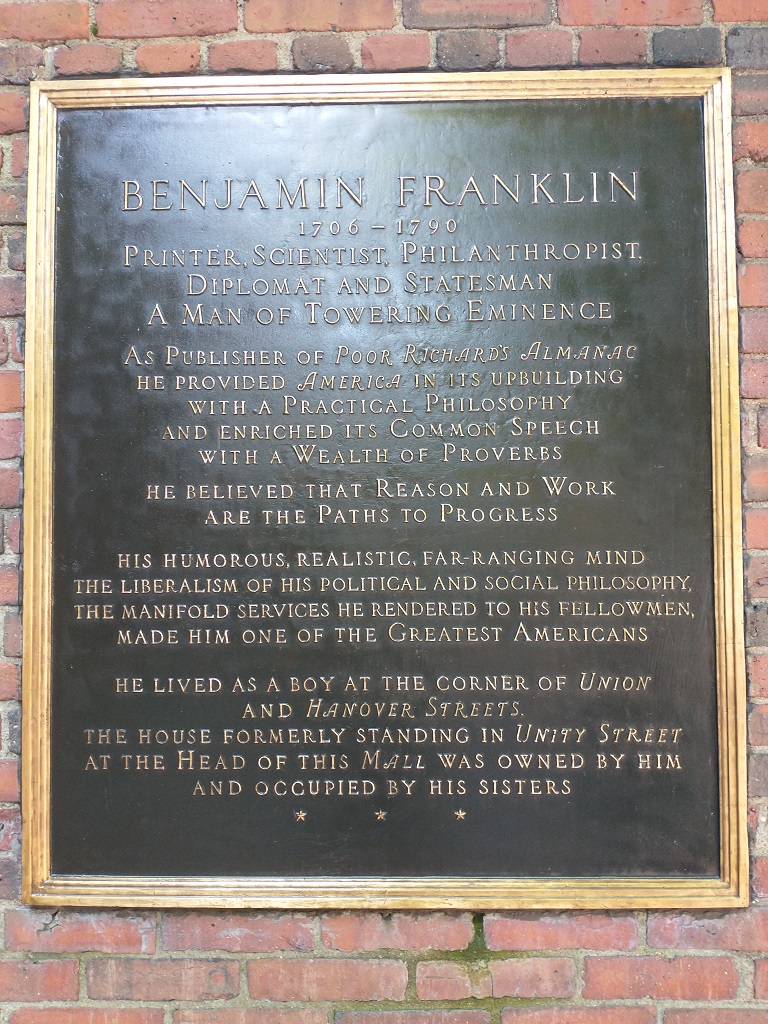 BENJAMIN FRANKLIN
1706 – 1790
PRINTER, SCIENTIST, PHILANTHROPIST,
DIPLOMAT AND STATESMAN
A MAN OF TOWERING EMINENCE
AS PUBLISHER OF POOR RICHARD'S ALMANAC
HE PROVIDED AMERICA IN ITS UPBUILDING
WITH A PRACTICAL PHILOSOPHY
AND ENRICHED ITS COMMON SPEECH
WITH A WEALTH OF PROVERBS
HE BELIEVED THAT REASON AND WORK
ARE THE PATHS TO PROGRESS
HIS HUMOROUS, REALISTIC, FAR-RANGING MIND
THE LIBERALISM OF HIS POLITICAL AND SOCIAL PHILOSOPHY,
THE MANIFOLD SERVICES HE RENDERED TO HIS FELLOWMEN,
MADE HIM ONE OF THE GREATEST AMERICANS
HE LIVED AS A BOY AT THE CORNER OF UNION
AND HANOVER STREETS.
THE HOUSE FORMERLY STANDING IN UNITY STREET
AT THE HEAD OF THIS MALL WAS OWNED BY HIM
AND OCCUPIED BY HIS SISTERS